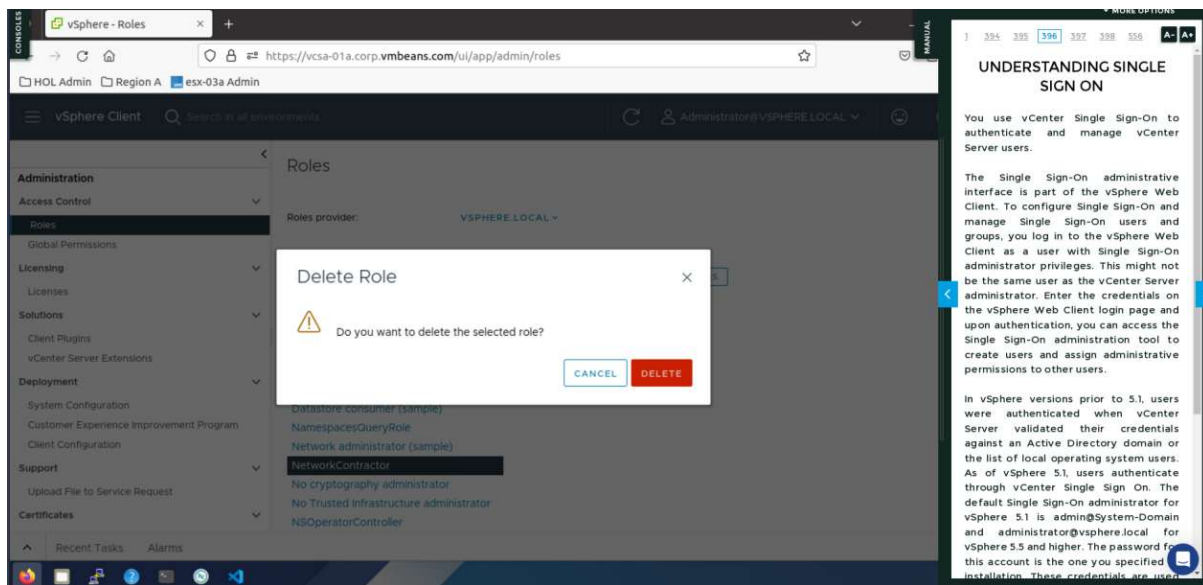 CONSOLES
vSphere - Roles
https://vcsa-01a.corp.vmbeans.com/ui/app/admin/roles
HOL Admin Region A esx-03a Admin
vSphere Client Search in all environments Administrator@VSPHERE.LOCAL
Administration
Access Control
Roles
Global Permissions
Licensing
Licenses
Solutions
Client Plugins
vCenter Server Extensions
Deployment
System Configuration
Customer Experience Improvement Program
Client Configuration
Support
Upload File to Service Request
Certificates
Roles
Roles provider: VSPHERE.LOCAL
Delete Role
Do you want to delete the selected role?
CANCEL DELETE
Datastore consumer (sample)
NamespacesQueryRole
Network administrator (sample)
NetworkContractor
No cryptography administrator
No Trusted Infrastructure administrator
NSOperatorController
Recent Tasks Alarms
MANUAL
MORE OPTIONS
394 395 396 397 398 556 A- A+
UNDERSTANDING SINGLE
SIGN ON
You use vCenter Single Sign-On to
authenticate and manage vCenter
Server users.
The Single Sign-On administrative
interface is part of the vSphere Web
Client. To configure Single Sign-On and
manage Single Sign-On users and
groups, you log in to the vSphere Web
Client as a user with Single Sign-On
administrator privileges. This might not
be the same user as the vCenter Server
administrator. Enter the credentials on
the vSphere Web Client login page and
upon authentication, you can access the
Single Sign-On administration tool to
create users and assign administrative
permissions to other users.
In vSphere versions prior to 5.1, users
were authenticated when vCenter
Server validated their credentials
against an Active Directory domain or
the list of local operating system users.
As of vSphere 5.1, users authenticate
through vCenter Single Sign On. The
default Single Sign-On administrator for
vSphere 5.1 is admin@System-Domain
and administrator@vsphere.local for
vSphere 5.5 and higher. The password for
this account is the one you specified
installation. These credentials are used